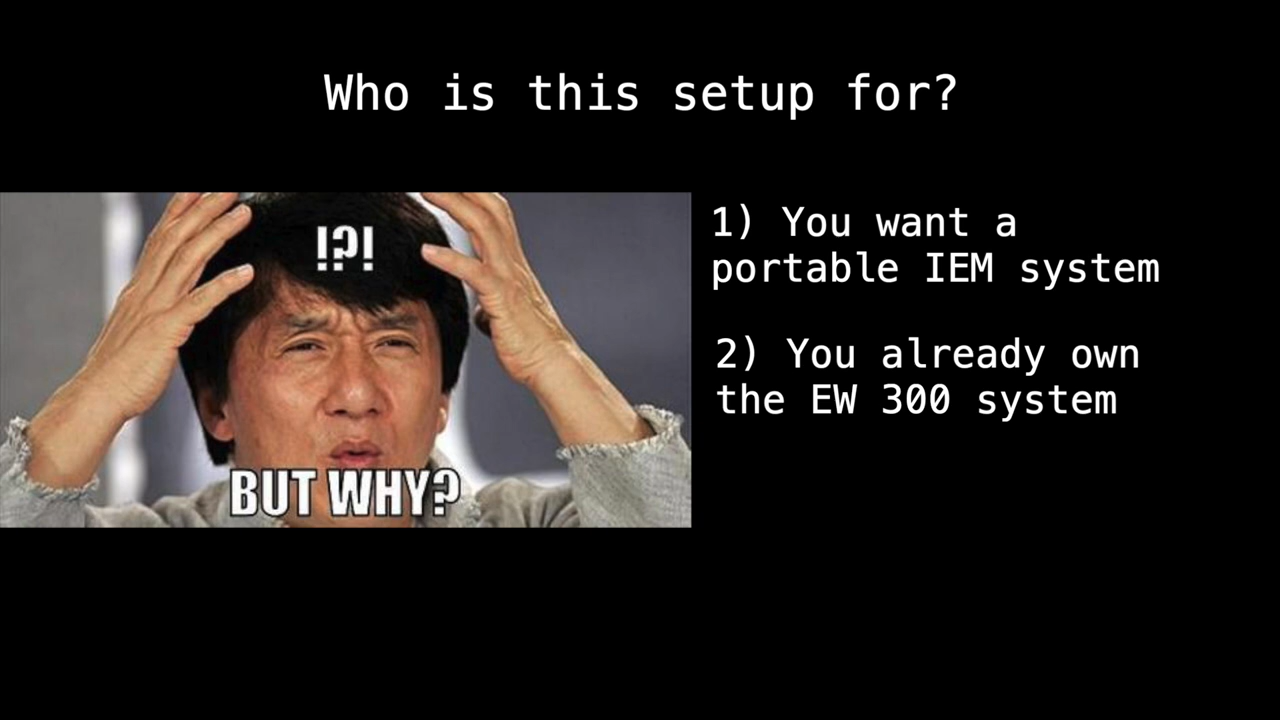 Who is this setup for?
!?!
BUT WHY?
1) You want a
portable IEM system
2) You already own
the EW 300 system